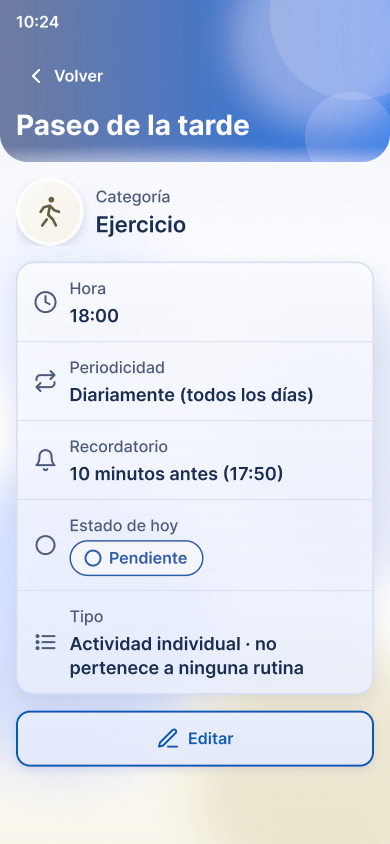 10:24
Volver
Paseo de la tarde
Categoría
Ejercicio
Hora
18:00
Periodicidad
Diariamente (todos los días)
Recordatorio
10 minutos antes (17:50)
Estado de hoy
Pendiente
Tipo
Actividad individual · no
pertenece a ninguna rutina
Editar